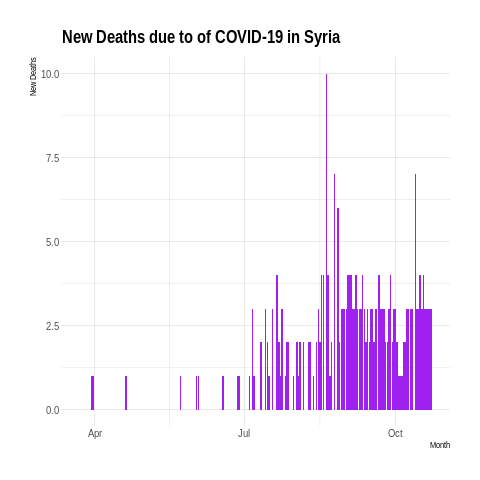 New Deaths due to of COVID-19 in Syria
New Deaths
10.0
7.5
5.0
2.5
0.0
Apr
Jul
Oct
Month